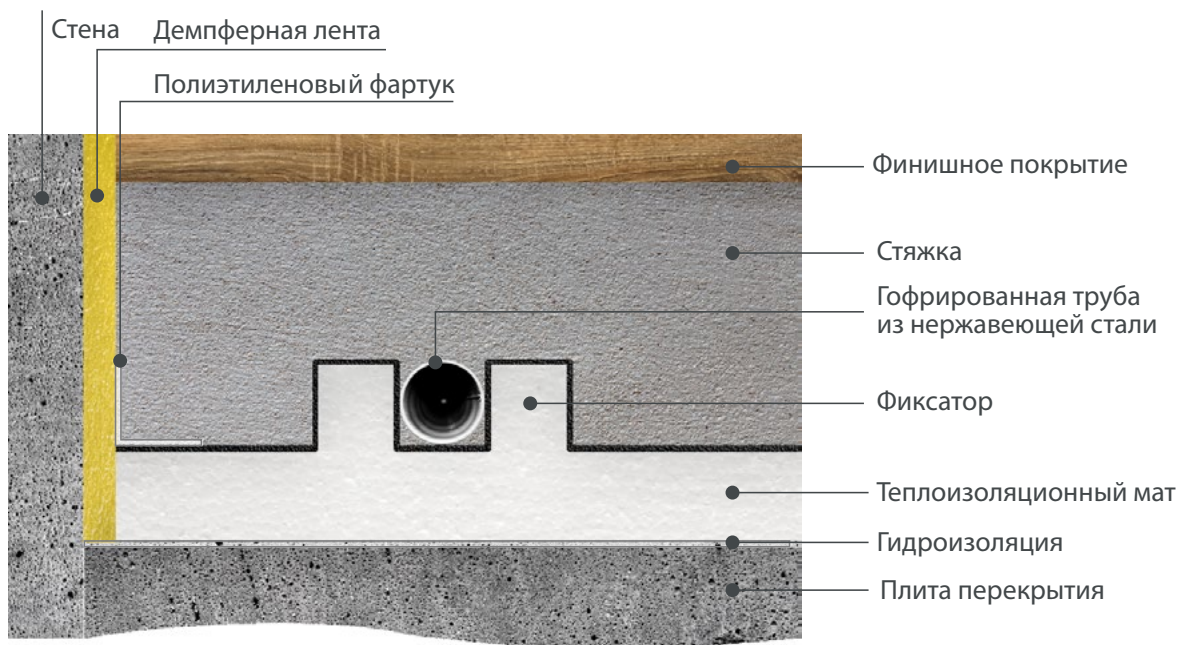 Стена
Демпферная лента
Полиэтиленовый фартук
Финишное покрытие
Стяжка
Гофрированная труба
из нержавеющей стали
Фиксатор
Теплоизоляционный мат
Гидроизоляция
Плита перекрытия